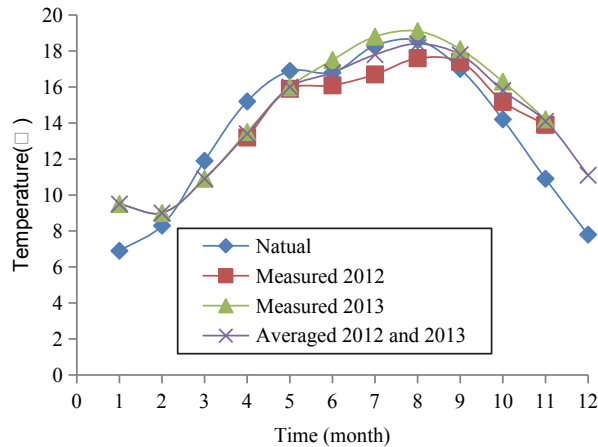 20
18
16
14
12
10
8
6
4
2
0
Temperature(□ )
Natual
Measured 2012
Measured 2013
Averaged 2012 and 2013
0 1 2 3 4 5 6 7 8 9 10 11 12
Time (month)